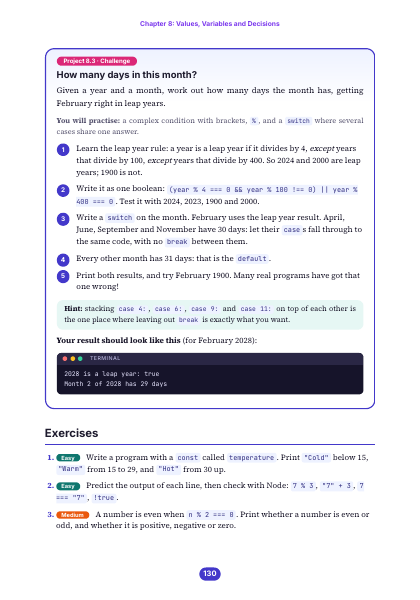 Chapter 8: Values, Variables and Decisions
Project 8.3 · Challenge
How many days in this month?
Given a year and a month, work out how many days the month has, getting
February right in leap years.
You will practise: a complex condition with brackets, %, and a switch where several
cases share one answer.
1 Learn the leap year rule: a year is a leap year if it divides by 4, except years
that divide by 100, except years that divide by 400. So 2024 and 2000 are leap
years; 1900 is not.
2 Write it as one boolean: (year % 4 === 0 && year % 100 !== 0) || year %
400 === 0. Test it with 2024, 2023, 1900 and 2000.
3 Write a switch on the month. February uses the leap year result. April,
June, September and November have 30 days: let their cases fall through to
the same code, with no break between them.
4 Every other month has 31 days: that is the default.
5 Print both results, and try February 1900. Many real programs have got that
one wrong!
Hint: stacking case 4:, case 6:, case 9: and case 11: on top of each other is
the one place where leaving out break is exactly what you want.
Your result should look like this (for February 2028):
TERMINAL
2028 is a leap year: true
Month 2 of 2028 has 29 days
Exercises
1. Easy Write a program with a const called temperature. Print "Cold" below 15,
"Warm" from 15 to 29, and "Hot" from 30 up.
2. Easy Predict the output of each line, then check with Node: 7 % 3, "7" + 3, 7
=== "7", !true.
3. Medium A number is even when n % 2 === 0. Print whether a number is even or
odd, and whether it is positive, negative or zero.
130